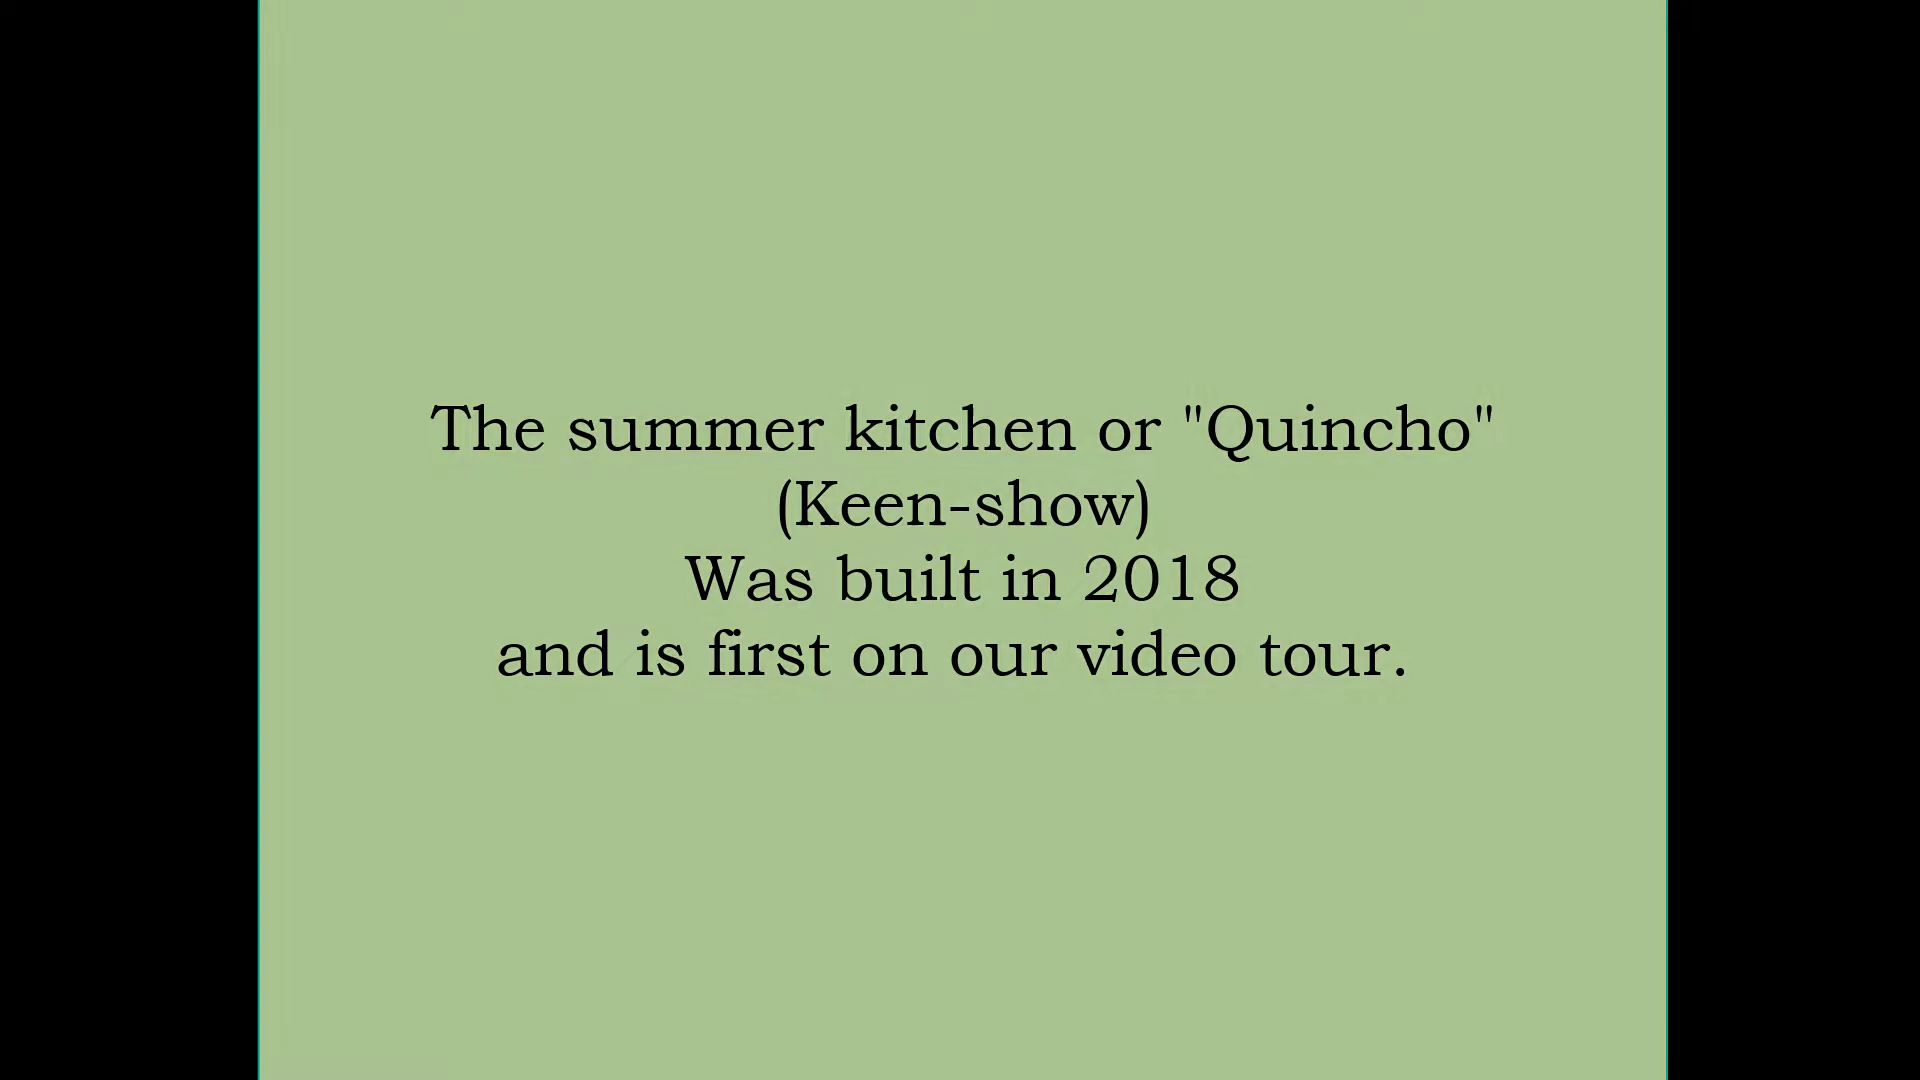 The summer kitchen or "Quincho"
(Keen-show)
Was built in 2018
and is first on our video tour.